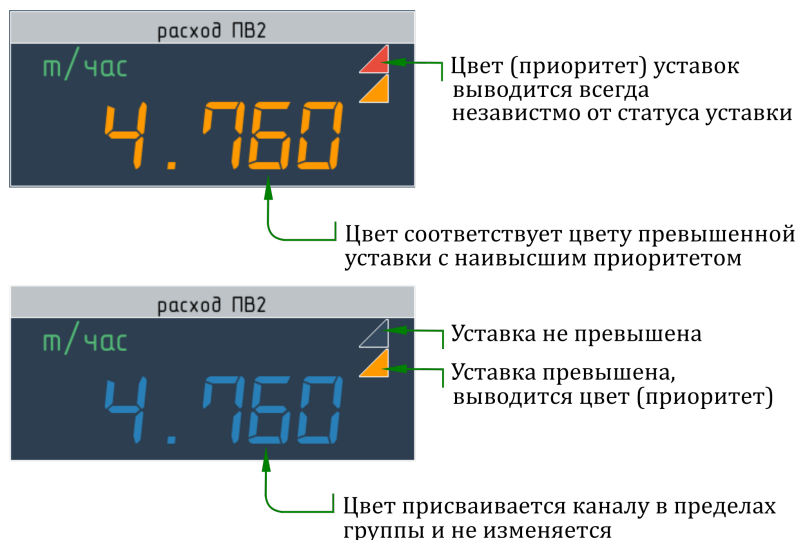 расход ПВ2
т/час
4.760
Цвет (приоритет) уставок
выводится всегда
независтмо от статуса уставки
Цвет соответствует цвету превышенной
уставки с наивысшим приоритетом
расход ПВ2
т/час
4.760
Уставка не превышена
Уставка превышена,
выводится цвет (приоритет)
Цвет присваивается каналу в пределах
группы и не изменяется